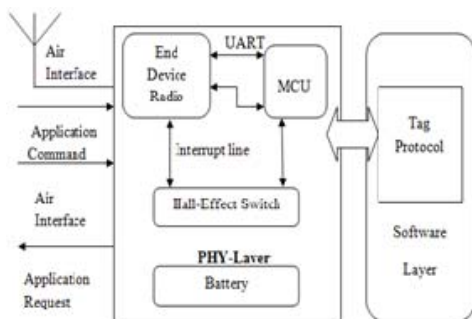 Air
Interface
Application
Command
Air
Interface
Application
Request
End
Device
Radio
UART
MCU
Interrupt line
Hall-Effect Switch
PHY-Layer
Battery
Tag
Protocol
Software
Layer